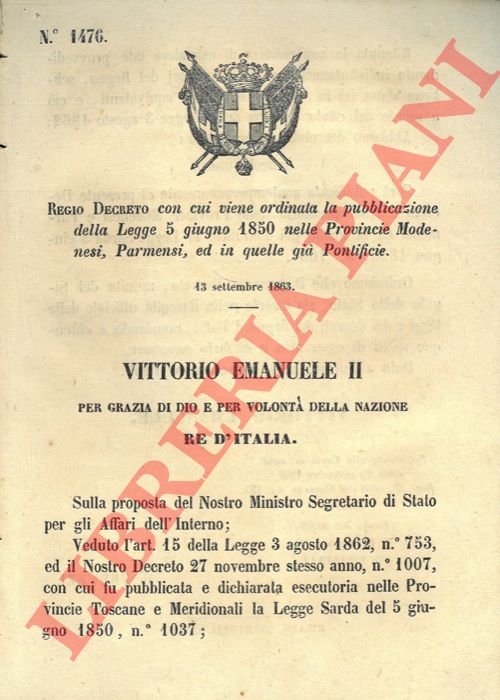 N.° 1476.
REGIO DECRETO con cui viene ordinata la pubblicazione
della Legge 5 giugno 1850 nelle Provincie Mode-
nesi, Parmensi, ed in quelle già Pontificie.
13 settembre 1863.
VITTORIO EMANUELE II
PER GRAZIA DI DIO E PER VOLONTÀ DELLA NAZIONE
RE D'ITALIA.
Sulla proposta del Nostro Ministro Segretario di Stato
per gli Affari dell'Interno;
Veduto l'art. 15 della Legge 3 agosto 1862, n.° 753,
ed il Nostro Decreto 27 novembre stesso anno, n.° 1007,
con cui fu pubblicata e dichiarata esecutoria nelle Pro-
vincie Toscane e Meridionali la Legge Sarda del 5 giu-
gno 1850, n.° 1037;
LIBRERIA PIANI